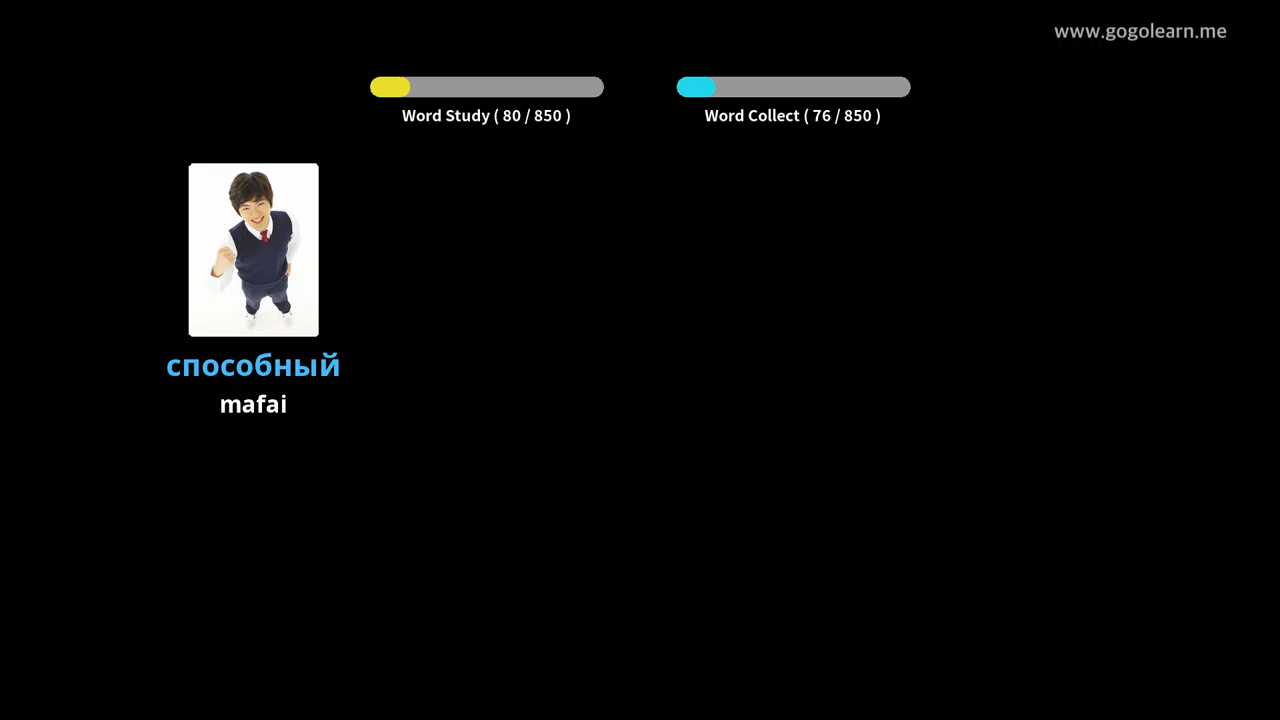 www.gogolearn.me
Word Study ( 80 / 850 )
Word Collect ( 76 / 850 )
способный
mafai